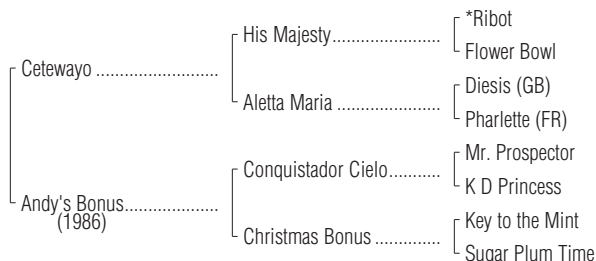 *Ribot
His Majesty.......................
Flower Bowl
Cetewayo ..........................
Diesis (GB)
Aletta Maria ......................
Pharlette (FR)
Mr. Prospector
Conquistador Cielo...........
K D Princess
Andy's Bonus....................
(1986)
Key to the Mint
Christmas Bonus ..............
Sugar Plum Time